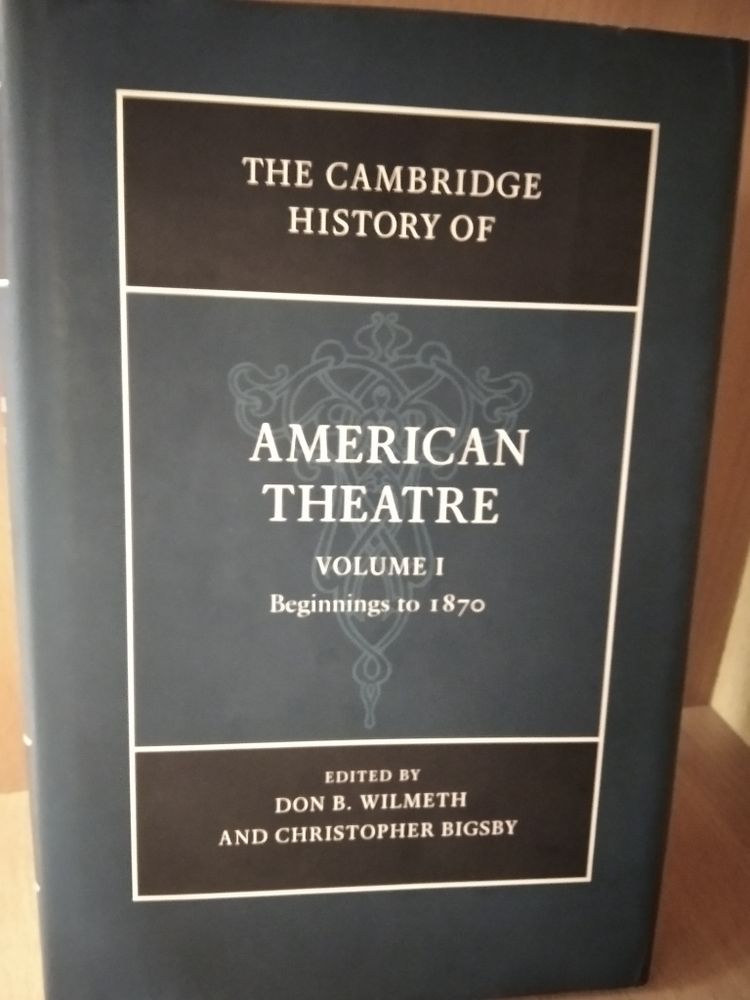 THE CAMBRIDGE
HISTORY OF
AMERICAN
THEATRE
VOLUME I
Beginnings to 1870
EDITED BY
DON B. WILMETH
AND CHRISTOPHER BIGSBY